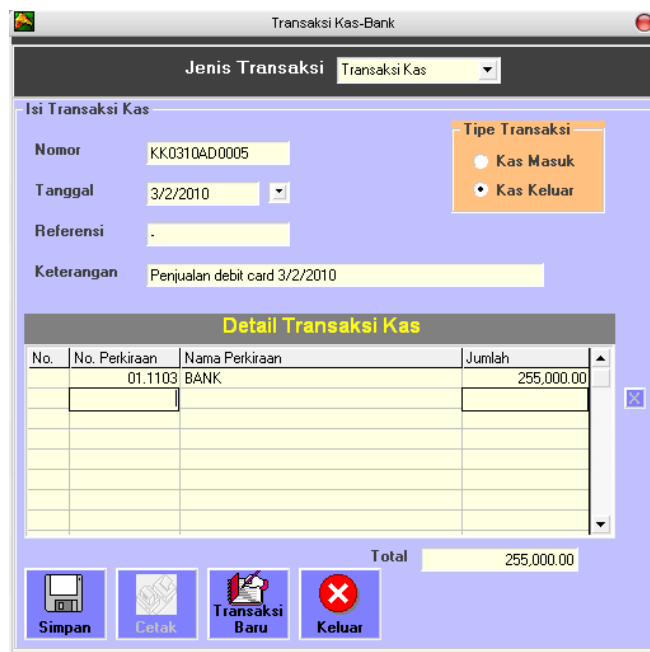 Transaksi Kas-Bank
Jenis Transaksi Transaksi Kas
Isi Transaksi Kas
Tipe Transaksi
Nomor KK0310AD0005
Kas Masuk
Tanggal 3/2/2010
Kas Keluar
Referensi -
Keterangan Penjualan debit card 3/2/2010
Detail Transaksi Kas
No. No. Perkiraan Nama Perkiraan Jumlah
01.1103 BANK 255,000.00
X
Total 255,000.00
Simpan Cetak Transaksi Baru Keluar